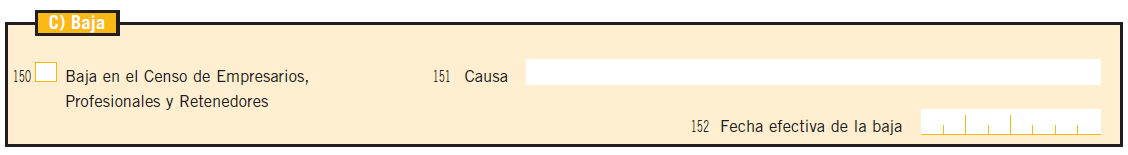 C) Baja
150 Baja en el Censo de Empresarios, 151 Causa
Profesionales y Retenedores
152 Fecha efectiva de la baja